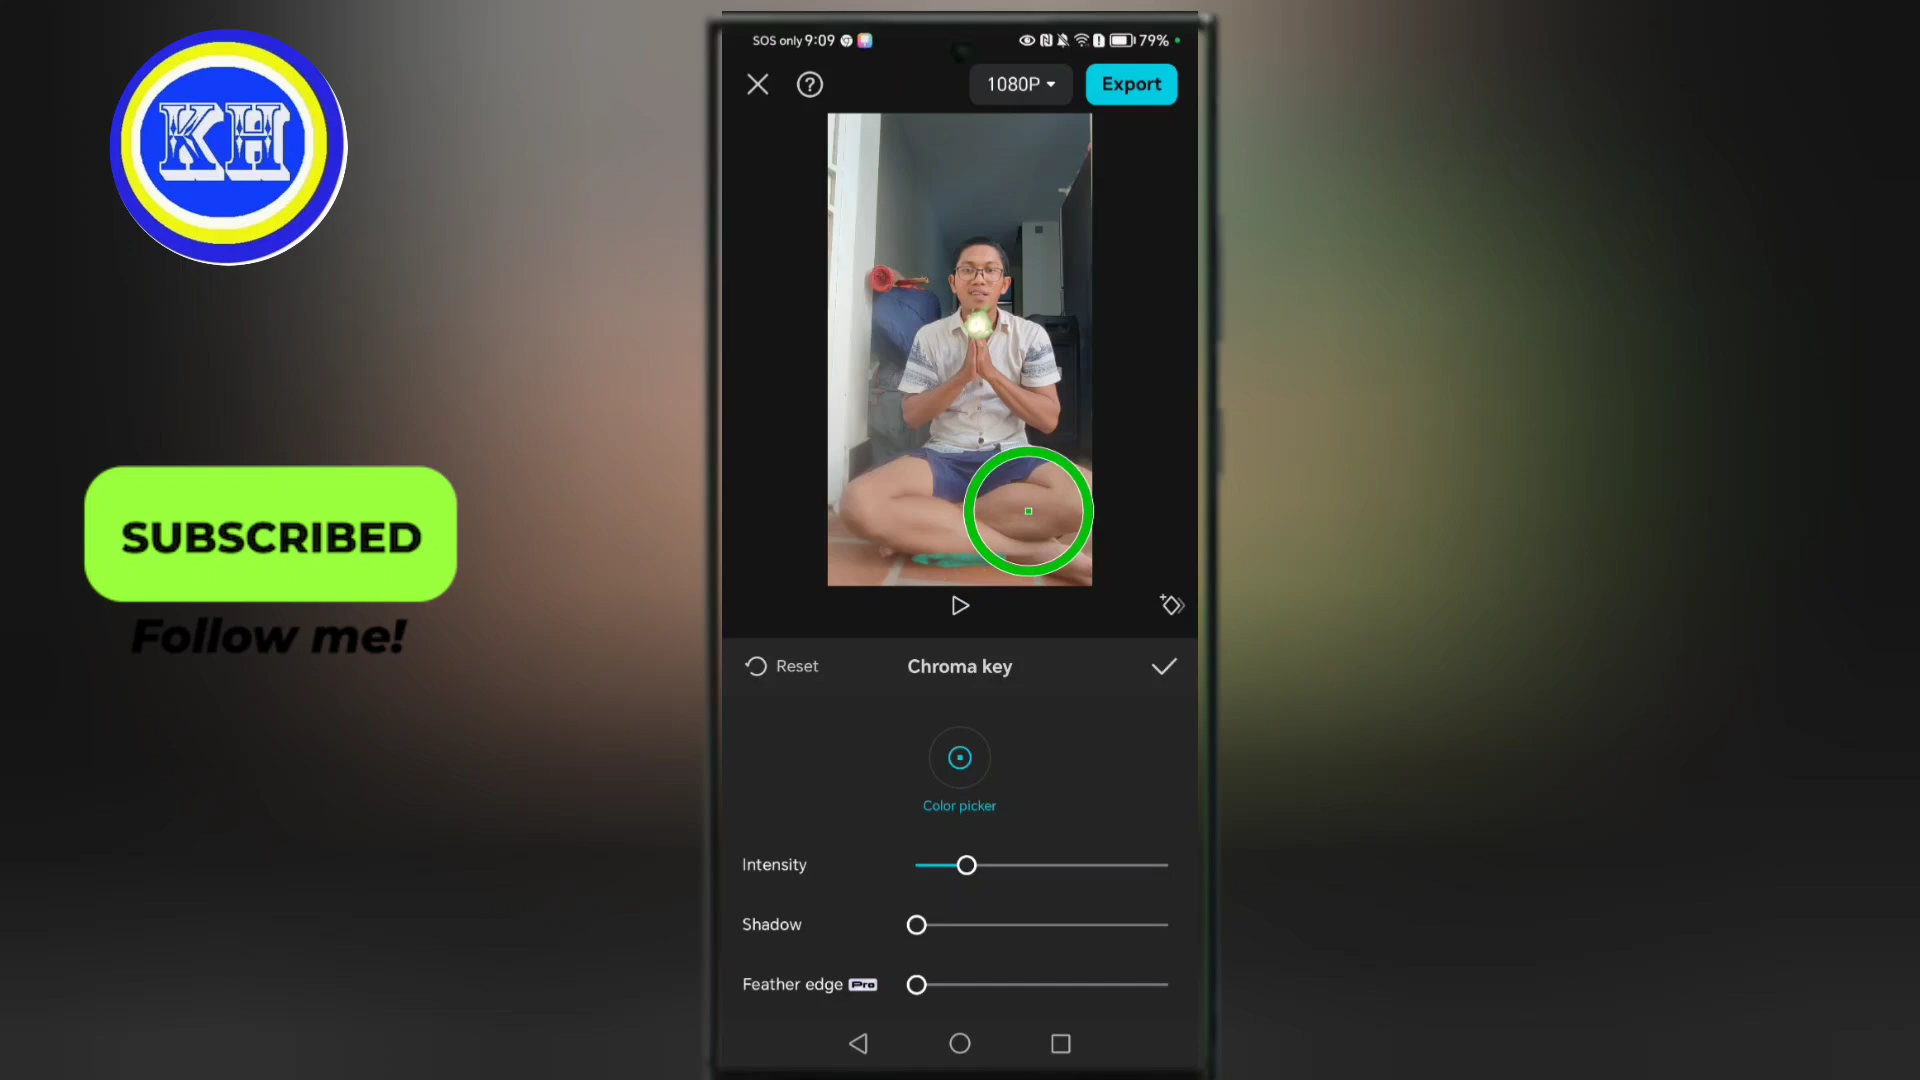 KH
SUBSCRIBED
Follow me!
SOS only 9:09
79%
1080P
Export
Reset
Chroma key
Color picker
Intensity
Shadow
Feather edge Pro